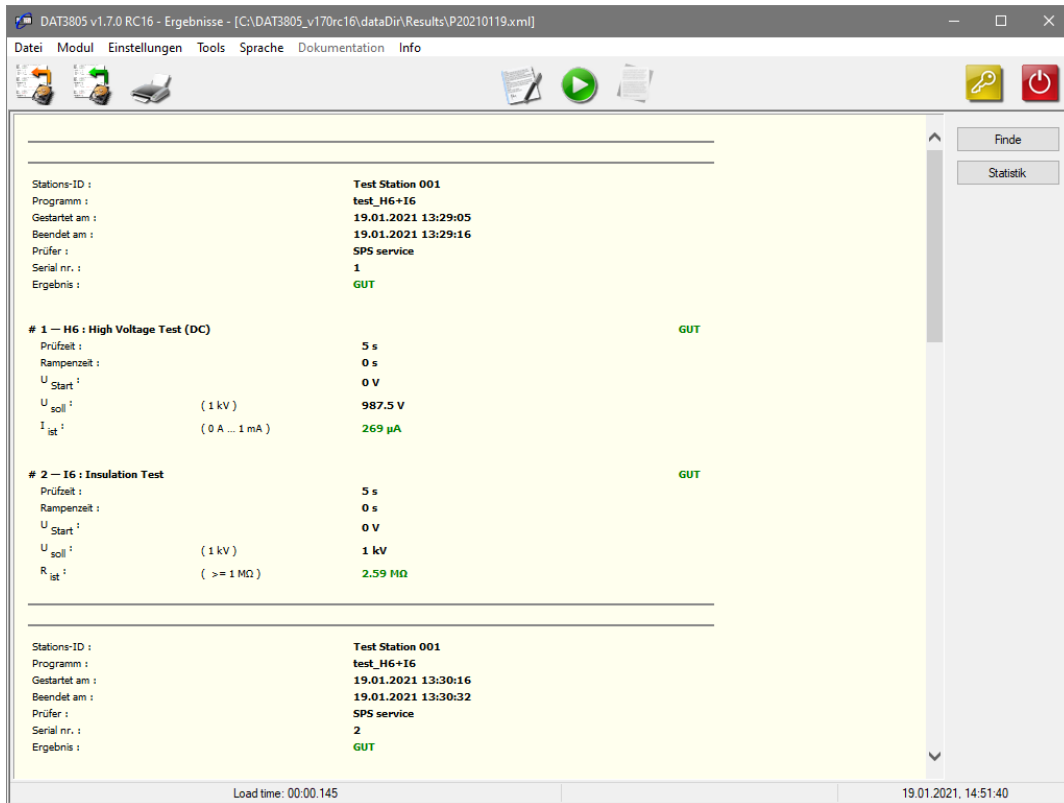 DAT3805 v1.7.0 RC16 - Ergebnisse - [C:\DAT3805_v170rc16\dataDir\Results\P20210119.xml]
Datei Modul Einstellungen Tools Sprache Dokumentation Info
Finde
Statistik
Stations-ID : Test Station 001
Programm : test_H6+I6
Gestartet am : 19.01.2021 13:29:05
Beendet am : 19.01.2021 13:29:16
Prüfer : SPS service
Serial nr. : 1
Ergebnis : GUT
# 1 — H6 : High Voltage Test (DC) GUT
Prüfzeit : 5 s
Rampenzeit : 0 s
U Start : 0 V
U soll : ( 1 kV ) 987.5 V
I ist : ( 0 A ... 1 mA ) 269 µA
# 2 — I6 : Insulation Test GUT
Prüfzeit : 5 s
Rampenzeit : 0 s
U Start : 0 V
U soll : ( 1 kV ) 1 kV
R ist : ( >= 1 MΩ ) 2.59 MΩ
Stations-ID : Test Station 001
Programm : test_H6+I6
Gestartet am : 19.01.2021 13:30:16
Beendet am : 19.01.2021 13:30:32
Prüfer : SPS service
Serial nr. : 2
Ergebnis : GUT
Load time: 00:00.145 19.01.2021, 14:51:40